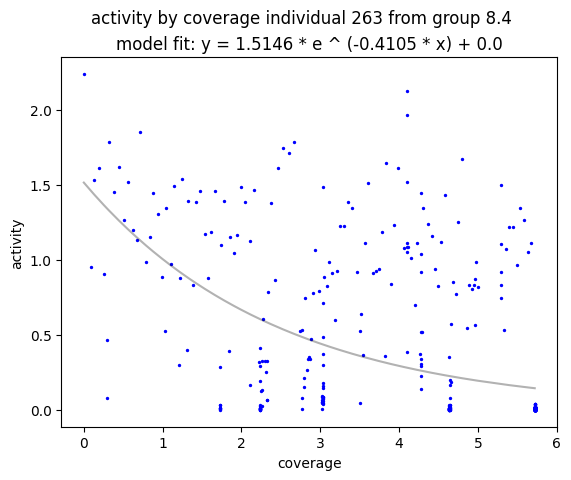 activity by coverage individual 263 from group 8.4
model fit: y = 1.5146 * e ^ (-0.4105 * x) + 0.0
2.0
1.5
1.0
0.5
0.0
activity
0 1 2 3 4 5 6
coverage